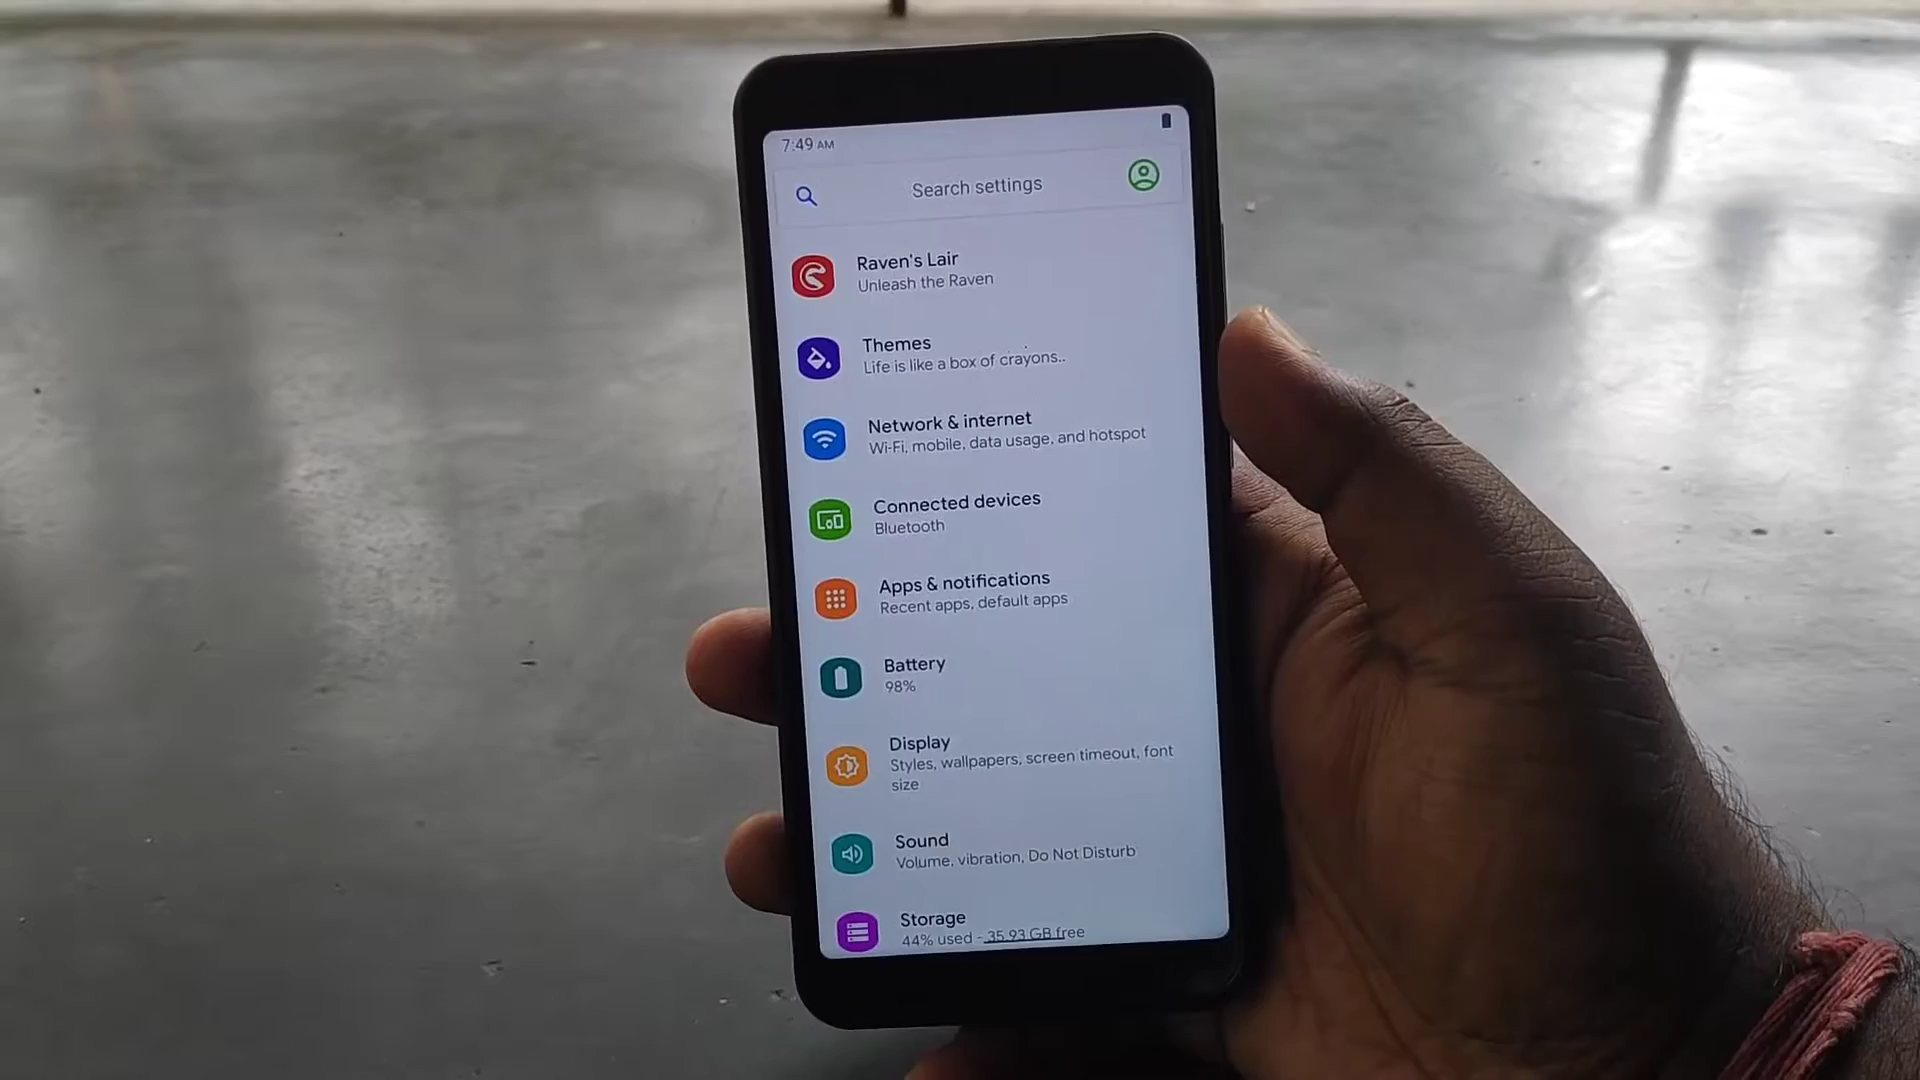 7:49 AM
Search settings
Raven's Lair
Unleash the Raven
Themes
Life is like a box of crayons..
Network & internet
Wi-Fi, mobile, data usage, and hotspot
Connected devices
Bluetooth
Apps & notifications
Recent apps, default apps
Battery
98%
Display
Styles, wallpapers, screen timeout, font
size
Sound
Volume, vibration, Do Not Disturb
Storage
44% used - 35.93 GB free